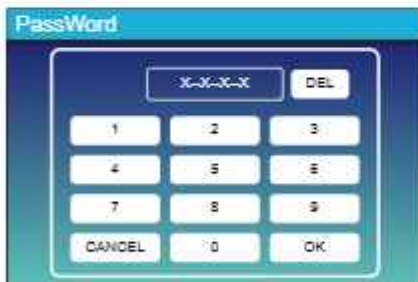 PassWord
X--X--X--X DEL
1 2 3
4 5 6
7 8 9
CANCEL 0 OK